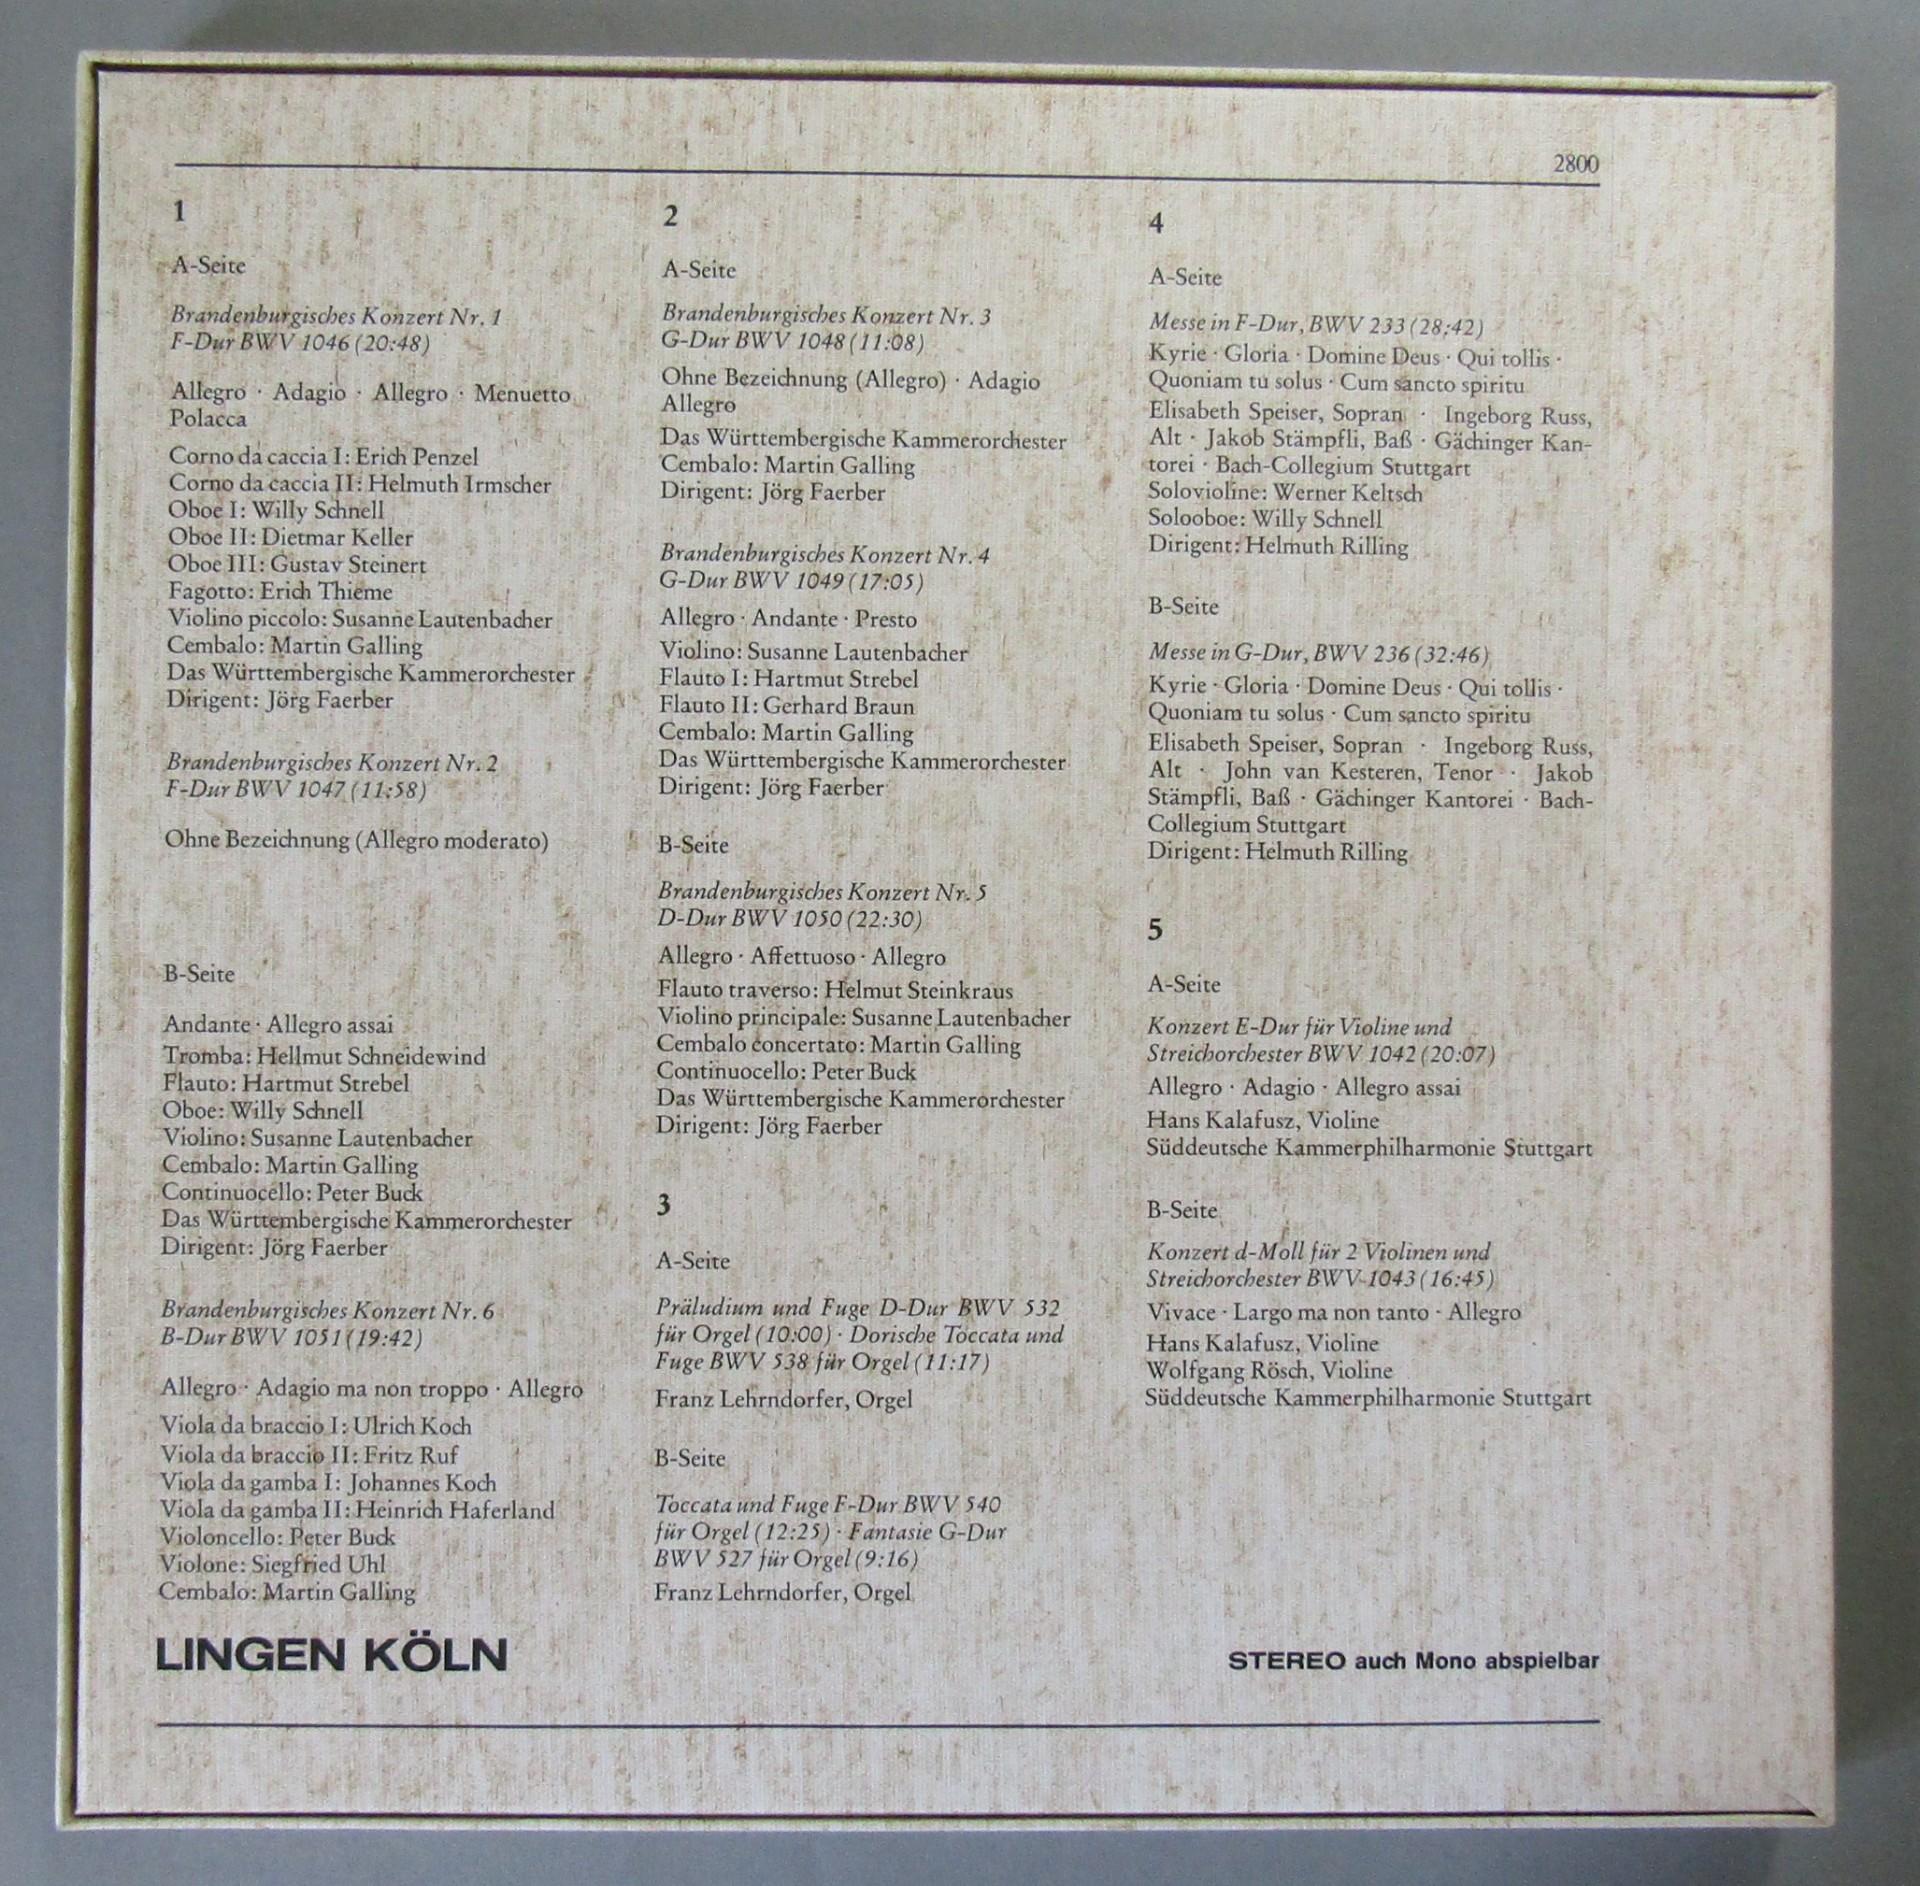 2800
1
A-Seite
Brandenburgisches Konzert Nr. 1
F-Dur BWV 1046 (20:48)
Allegro · Adagio · Allegro · Menuetto
Polacca
Corno da caccia I: Erich Penzel
Corno da caccia II: Helmuth Irmscher
Oboe I: Willy Schnell
Oboe II: Dietmar Keller
Oboe III: Gustav Steinert
Fagotto: Erich Thieme
Violino piccolo: Susanne Lautenbacher
Cembalo: Martin Galling
Das Württembergische Kammerorchester
Dirigent: Jörg Faerber
Brandenburgisches Konzert Nr. 2
F-Dur BWV 1047 (11:58)
Ohne Bezeichnung (Allegro moderato)
B-Seite
Andante · Allegro assai
Tromba: Hellmut Schneidewind
Flauto: Hartmut Strebel
Oboe: Willy Schnell
Violino: Susanne Lautenbacher
Cembalo: Martin Galling
Continuocello: Peter Buck
Das Württembergische Kammerorchester
Dirigent: Jörg Faerber
Brandenburgisches Konzert Nr. 6
B-Dur BWV 1051 (19:42)
Allegro · Adagio ma non troppo · Allegro
Viola da braccio I: Ulrich Koch
Viola da braccio II: Fritz Ruf
Viola da gamba I: Johannes Koch
Viola da gamba II: Heinrich Haferland
Violoncello: Peter Buck
Violone: Siegfried Uhl
Cembalo: Martin Galling
2
A-Seite
Brandenburgisches Konzert Nr. 3
G-Dur BWV 1048 (11:08)
Ohne Bezeichnung (Allegro) · Adagio
Allegro
Das Württembergische Kammerorchester
Cembalo: Martin Galling
Dirigent: Jörg Faerber
Brandenburgisches Konzert Nr. 4
G-Dur BWV 1049 (17:05)
Allegro · Andante · Presto
Violino: Susanne Lautenbacher
Flauto I: Hartmut Strebel
Flauto II: Gerhard Braun
Cembalo: Martin Galling
Das Württembergische Kammerorchester
Dirigent: Jörg Faerber
B-Seite
Brandenburgisches Konzert Nr. 5
D-Dur BWV 1050 (22:30)
Allegro · Affettuoso · Allegro
Flauto traverso: Helmut Steinkraus
Violino principale: Susanne Lautenbacher
Cembalo concertato: Martin Galling
Continuocello: Peter Buck
Das Württembergische Kammerorchester
Dirigent: Jörg Faerber
3
A-Seite
Präludium und Fuge D-Dur BWV 532
für Orgel (10:00) · Dorische Toccata und
Fuge BWV 538 für Orgel (11:17)
Franz Lehrndorfer, Orgel
B-Seite
Toccata und Fuge F-Dur BWV 540
für Orgel (12:25) · Fantasie G-Dur
BWV 527 für Orgel (9:16)
Franz Lehrndorfer, Orgel
4
A-Seite
Messe in F-Dur, BWV 233 (28:42)
Kyrie · Gloria · Domine Deus · Qui tollis ·
Quoniam tu solus · Cum sancto spiritu
Elisabeth Speiser, Sopran · Ingeborg Russ,
Alt · Jakob Stämpfli, Baß · Gächinger Kan-
torei · Bach-Collegium Stuttgart
Solovioline: Werner Keltsch
Solooboe: Willy Schnell
Dirigent: Helmuth Rilling
B-Seite
Messe in G-Dur, BWV 236 (32:46)
Kyrie · Gloria · Domine Deus · Qui tollis ·
Quoniam tu solus · Cum sancto spiritu
Elisabeth Speiser, Sopran · Ingeborg Russ,
Alt · John van Kesteren, Tenor · Jakob
Stämpfli, Baß · Gächinger Kantorei · Bach-
Collegium Stuttgart
Dirigent: Helmuth Rilling
5
A-Seite
Konzert E-Dur für Violine und
Streichorchester BWV 1042 (20:07)
Allegro · Adagio · Allegro assai
Hans Kalafusz, Violine
Süddeutsche Kammerphilharmonie Stuttgart
B-Seite
Konzert d-Moll für 2 Violinen und
Streichorchester BWV 1043 (16:45)
Vivace · Largo ma non tanto · Allegro
Hans Kalafusz, Violine
Wolfgang Rösch, Violine
Süddeutsche Kammerphilharmonie Stuttgart
LINGEN KÖLN
STEREO auch Mono abspielbar